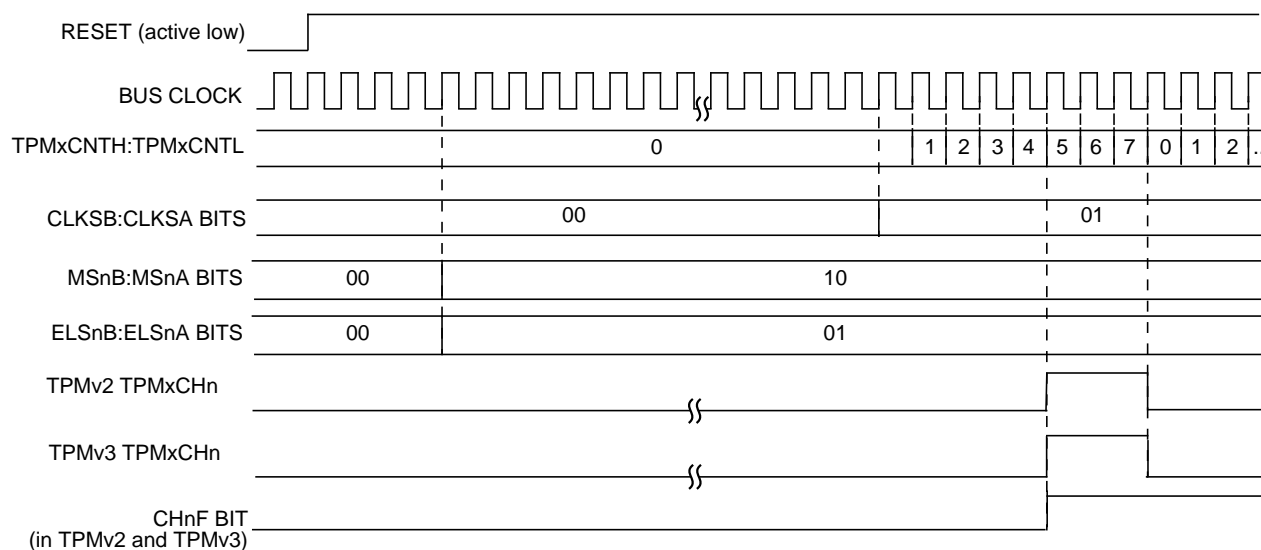 RESET (active low)
BUS CLOCK
TPMxCNTH:TPMxCNTL 0 1 2 3 4 5 6 7 0 1 2 ..
CLKSB:CLKSA BITS 00 01
MSnB:MSnA BITS 00 10
ELSnB:ELSnA BITS 00 01
TPMv2 TPMxCHn
TPMv3 TPMxCHn
CHnF BIT
(in TPMv2 and TPMv3)